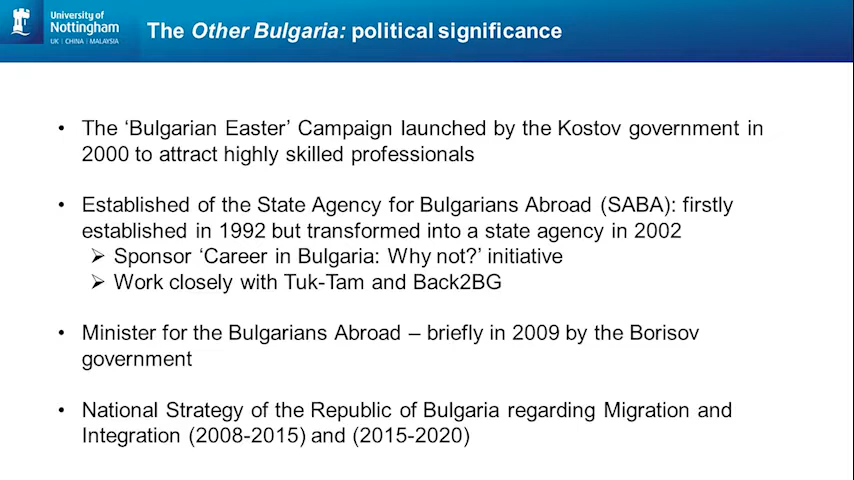 University of
Nottingham
UK | CHINA | MALAYSIA
The Other Bulgaria: political significance
• The ‘Bulgarian Easter’ Campaign launched by the Kostov government in
2000 to attract highly skilled professionals
• Established of the State Agency for Bulgarians Abroad (SABA): firstly
established in 1992 but transformed into a state agency in 2002
➢ Sponsor ‘Career in Bulgaria: Why not?’ initiative
➢ Work closely with Tuk-Tam and Back2BG
• Minister for the Bulgarians Abroad – briefly in 2009 by the Borisov
government
• National Strategy of the Republic of Bulgaria regarding Migration and
Integration (2008-2015) and (2015-2020)